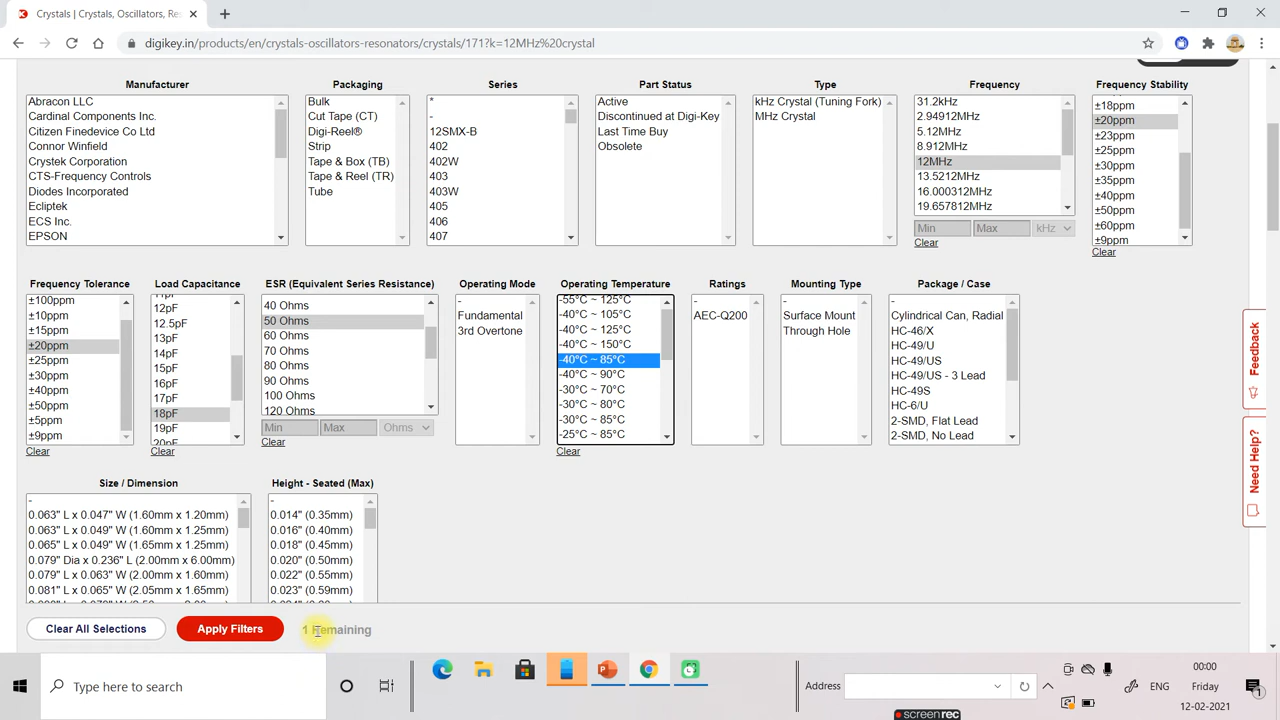 Crystals | Crystals, Oscillators, Res
digikey.in/products/en/crystals-oscillators-resonators/crystals/171?k=12MHz%20crystal
Manufacturer
Abracon LLC
Cardinal Components Inc.
Citizen Finedevice Co Ltd
Connor Winfield
Crystek Corporation
CTS-Frequency Controls
Diodes Incorporated
Ecliptek
ECS Inc.
EPSON
Packaging
Bulk
Cut Tape (CT)
Digi-Reel®
Strip
Tape & Box (TB)
Tape & Reel (TR)
Tube
Series
*
-
12SMX-B
402
402W
403
403W
405
406
407
Part Status
Active
Discontinued at Digi-Key
Last Time Buy
Obsolete
Type
kHz Crystal (Tuning Fork)
MHz Crystal
Frequency
31.2kHz
2.94912MHz
5.12MHz
8.912MHz
12MHz
13.5212MHz
16.000312MHz
19.657812MHz
Min Max kHz
Clear
Frequency Stability
±18ppm
±20ppm
±23ppm
±25ppm
±30ppm
±35ppm
±40ppm
±50ppm
±60ppm
±9ppm
Clear
Frequency Tolerance
±100ppm
±10ppm
±15ppm
±20ppm
±25ppm
±30ppm
±40ppm
±50ppm
±5ppm
±9ppm
Clear
Load Capacitance
11pF
12pF
12.5pF
13pF
14pF
15pF
16pF
17pF
18pF
19pF
20pF
Clear
ESR (Equivalent Series Resistance)
40 Ohms
50 Ohms
60 Ohms
70 Ohms
80 Ohms
90 Ohms
100 Ohms
120 Ohms
Min Max Ohms
Clear
Operating Mode
-
Fundamental
3rd Overtone
Operating Temperature
-55°C ~ 125°C
-40°C ~ 105°C
-40°C ~ 125°C
-40°C ~ 150°C
-40°C ~ 85°C
-40°C ~ 90°C
-30°C ~ 70°C
-30°C ~ 80°C
-30°C ~ 85°C
-25°C ~ 85°C
Clear
Ratings
-
AEC-Q200
Mounting Type
-
Surface Mount
Through Hole
Package / Case
-
Cylindrical Can, Radial
HC-46/X
HC-49/U
HC-49/US
HC-49/US - 3 Lead
HC-49S
HC-6/U
2-SMD, Flat Lead
2-SMD, No Lead
Size / Dimension
-
0.063" L x 0.047" W (1.60mm x 1.20mm)
0.063" L x 0.049" W (1.60mm x 1.25mm)
0.065" L x 0.049" W (1.65mm x 1.25mm)
0.079" Dia x 0.236" L (2.00mm x 6.00mm)
0.079" L x 0.063" W (2.00mm x 1.60mm)
0.081" L x 0.065" W (2.05mm x 1.65mm)
Height - Seated (Max)
-
0.014" (0.35mm)
0.016" (0.40mm)
0.018" (0.45mm)
0.020" (0.50mm)
0.022" (0.55mm)
0.023" (0.59mm)
Feedback
Need Help?
Clear All Selections
Apply Filters
1 Remaining
Type here to search
Address
ENG
00:00
Friday
12-02-2021
1
screenrec